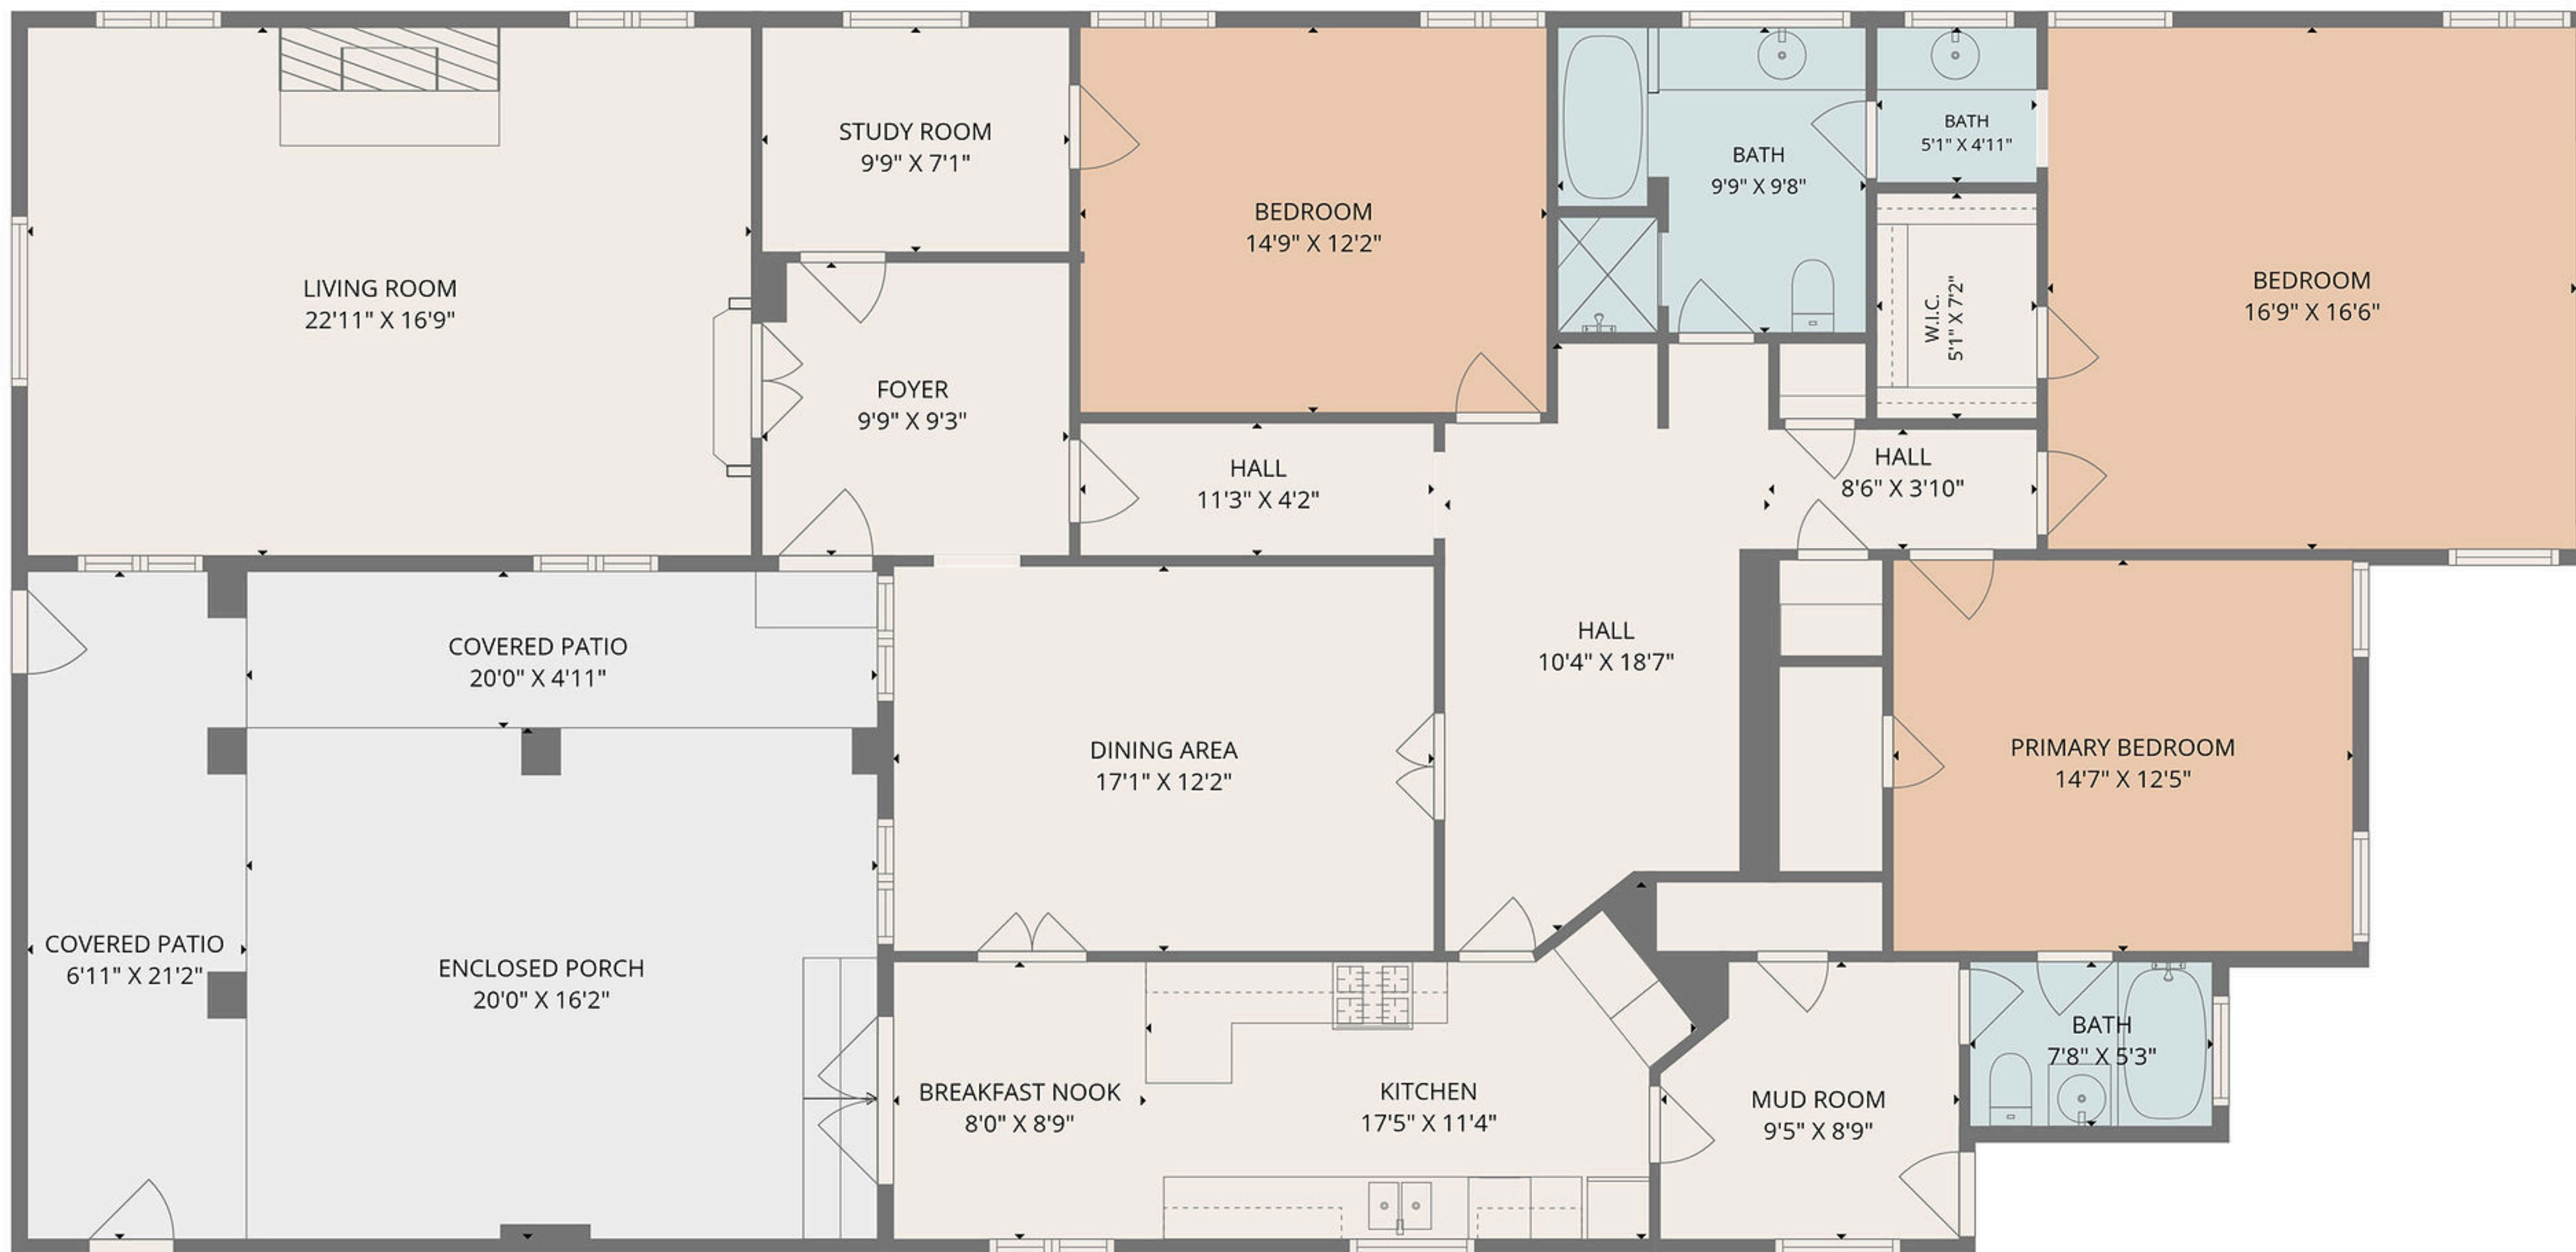 STUDY ROOM
9'9" X 7'1"
BATH
5'1" X 4'11"
BATH
9'9" X 9'8"
BEDROOM
14'9" X 12'2"
LIVING ROOM
22'11" X 16'9"
W.I.C.
5'1" X 7'2"
BEDROOM
16'9" X 16'6"
FOYER
9'9" X 9'3"
HALL
11'3" X 4'2"
HALL
8'6" X 3'10"
COVERED PATIO
20'0" X 4'11"
HALL
10'4" X 18'7"
DINING AREA
17'1" X 12'2"
PRIMARY BEDROOM
14'7" X 12'5"
COVERED PATIO
6'11" X 21'2"
ENCLOSED PORCH
20'0" X 16'2"
BATH
7'8" X 5'3"
BREAKFAST NOOK
8'0" X 8'9"
KITCHEN
17'5" X 11'4"
MUD ROOM
9'5" X 8'9"